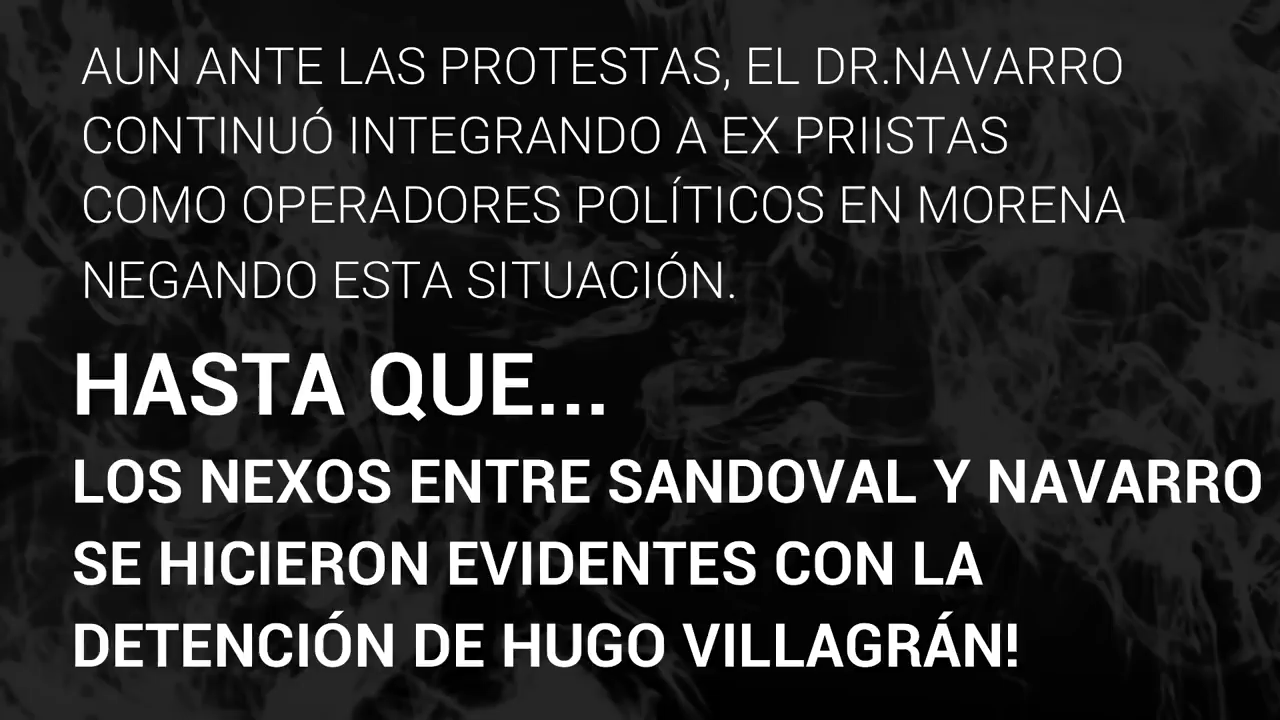 AUN ANTE LAS PROTESTAS, EL DR.NAVARRO
CONTINUÓ INTEGRANDO A EX PRIISTAS
COMO OPERADORES POLÍTICOS EN MORENA
NEGANDO ESTA SITUACIÓN.
HASTA QUE...
LOS NEXOS ENTRE SANDOVAL Y NAVARRO
SE HICIERON EVIDENTES CON LA
DETENCIÓN DE HUGO VILLAGRÁN!